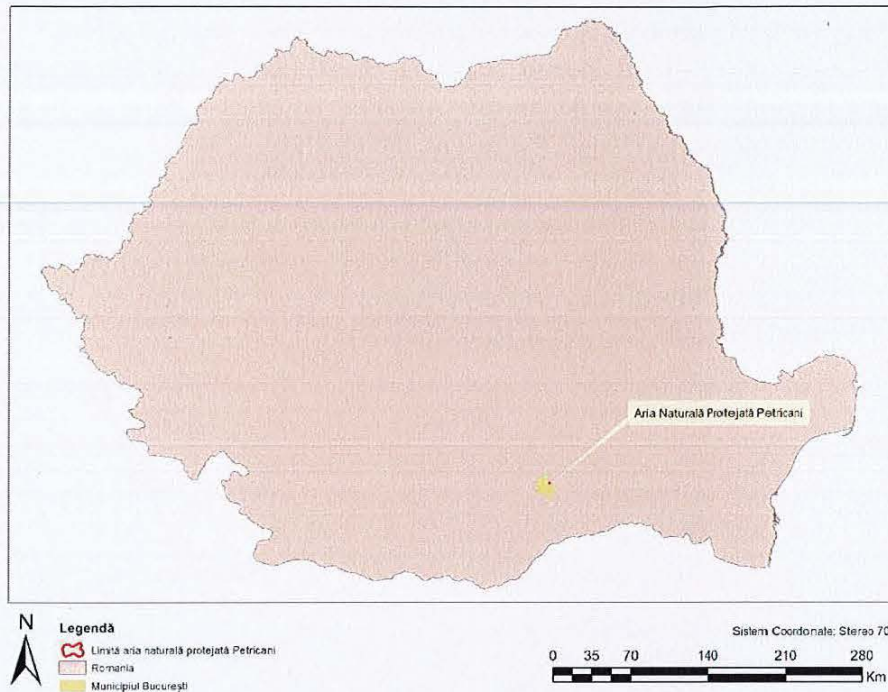 Aria Naturală Protejată Petricani
N
Legendă
Limită aria naturală protejată Petricani
Romania
Municipiul București
Sistem Coordonate: Stereo 70
0 35 70 140 210 280
Km